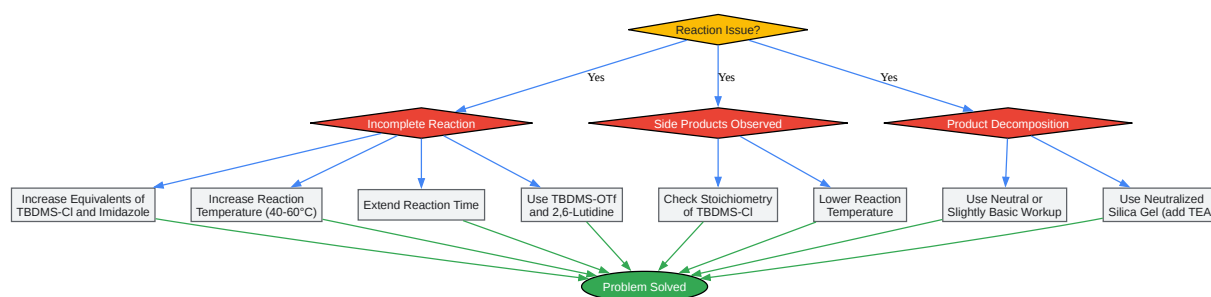 Reaction Issue?
Yes
Yes
Yes
Incomplete Reaction
Side Products Observed
Product Decomposition
Increase Equivalents of
TBDMS-Cl and Imidazole
Increase Reaction
Temperature (40-60°C)
Extend Reaction Time
Use TBDMS-OTf
and 2,6-Lutidine
Check Stoichiometry
of TBDMS-Cl
Lower Reaction
Temperature
Use Neutral or
Slightly Basic Workup
Use Neutralized
Silica Gel (add TEA
Problem Solved